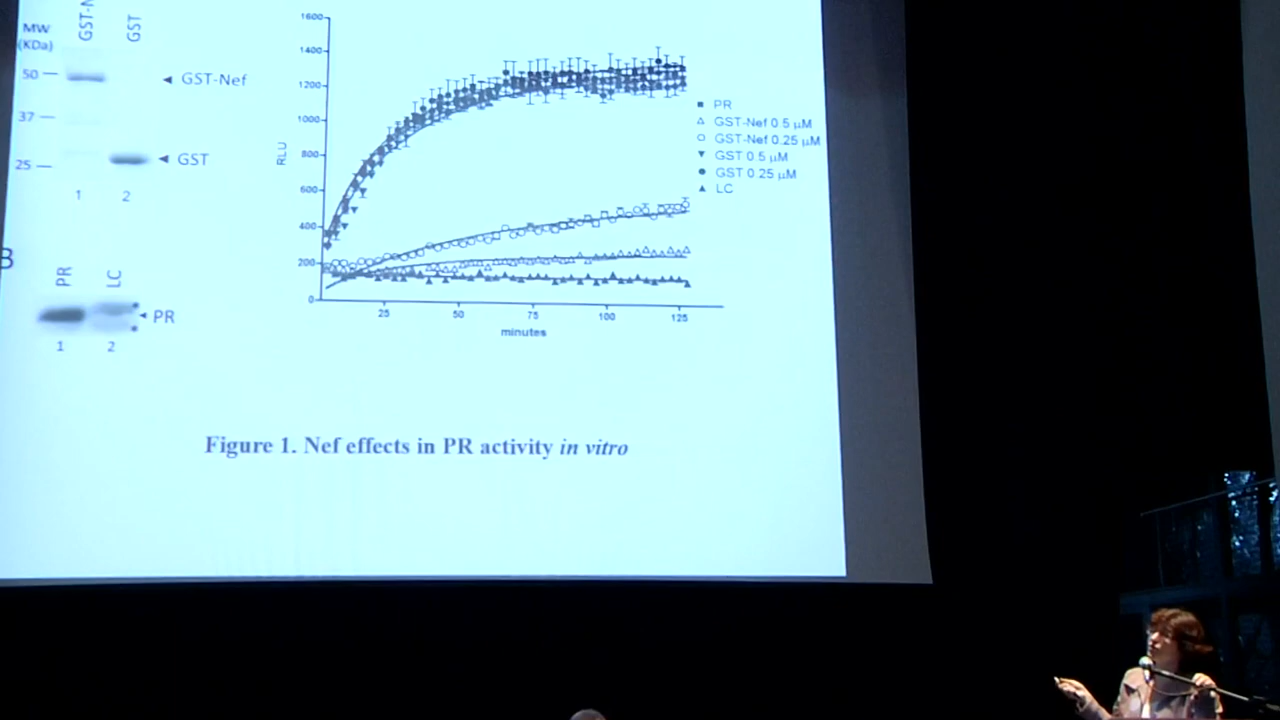 MW
(KDa)
GST-N
GST
50
GST-Nef
37
25
GST
1 2
B
PR
LC
PR
1 2
1600
1400
1200
1000
800
600
400
200
0
RLU
25 50 75 100 125
minutes
PR
GST-Nef 0.5 µM
GST-Nef 0.25 µM
GST 0.5 µM
GST 0.25 µM
LC
Figure 1. Nef effects in PR activity in vitro